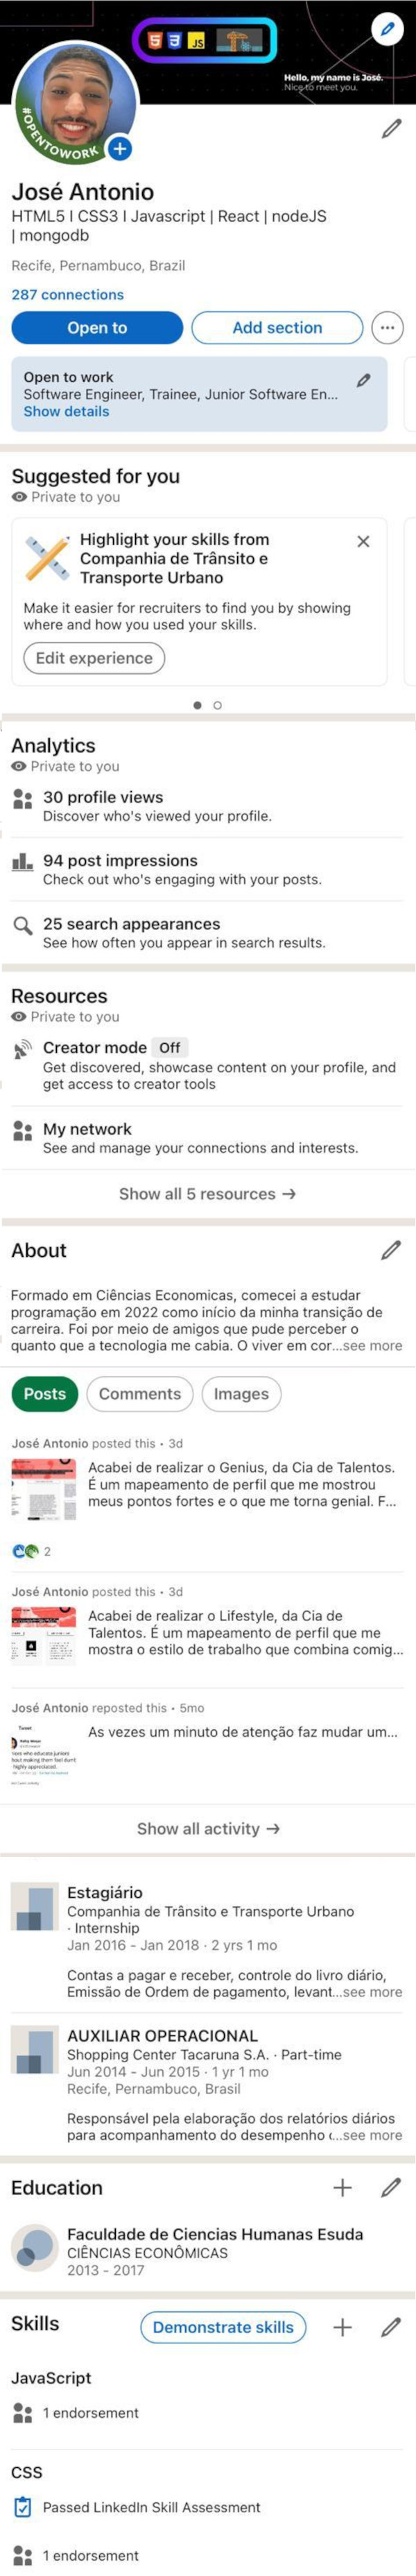 JS
Hello, my name is José.
Nice to meet you.
#OPENTOWORK
José Antonio
HTML5 I CSS3 I Javascript | React | nodeJS
| mongodb
Recife, Pernambuco, Brazil
287 connections
Open to
Add section
Open to work
Software Engineer, Trainee, Junior Software En...
Show details
Suggested for you
Private to you
Highlight your skills from
Companhia de Trânsito e
Transporte Urbano
Make it easier for recruiters to find you by showing
where and how you used your skills.
Edit experience
Analytics
Private to you
30 profile views
Discover who's viewed your profile.
94 post impressions
Check out who's engaging with your posts.
25 search appearances
See how often you appear in search results.
Resources
Private to you
Creator mode Off
Get discovered, showcase content on your profile, and
get access to creator tools
My network
See and manage your connections and interests.
Show all 5 resources →
About
Formado em Ciências Economicas, comecei a estudar
programação em 2022 como início da minha transição de
carreira. Foi por meio de amigos que pude perceber o
quanto que a tecnologia me cabia. O viver em cor...see more
Posts
Comments
Images
José Antonio posted this • 3d
Acabei de realizar o Genius, da Cia de Talentos.
É um mapeamento de perfil que me mostrou
meus pontos fortes e o que me torna genial. F...
2
José Antonio posted this • 3d
Acabei de realizar o Lifestyle, da Cia de
Talentos. É um mapeamento de perfil que me
mostra o estilo de trabalho que combina comig...
José Antonio reposted this • 5mo
As vezes um minuto de atenção faz mudar um...
Tweet
Show all activity →
Estagiário
Companhia de Trânsito e Transporte Urbano
· Internship
Jan 2016 - Jan 2018 · 2 yrs 1 mo
Contas a pagar e receber, controle do livro diário,
Emissão de Ordem de pagamento, levant...see more
AUXILIAR OPERACIONAL
Shopping Center Tacaruna S.A. · Part-time
Jun 2014 - Jun 2015 · 1 yr 1 mo
Recife, Pernambuco, Brasil
Responsável pela elaboração dos relatórios diários
para acompanhamento do desempenho (...see more
Education
Faculdade de Ciencias Humanas Esuda
CIÊNCIAS ECONÔMICAS
2013 - 2017
Skills
Demonstrate skills
JavaScript
1 endorsement
CSS
Passed LinkedIn Skill Assessment
1 endorsement